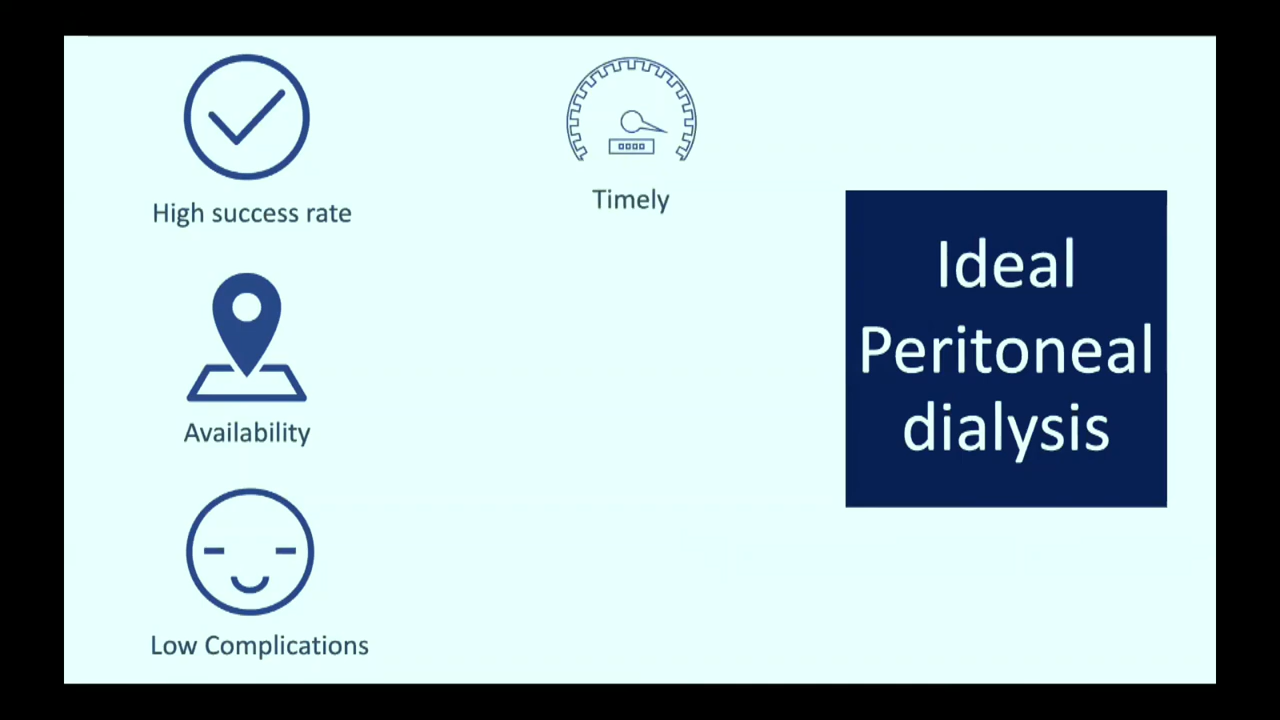 High success rate
Timely
Availability
Low Complications
Ideal
Peritoneal
dialysis